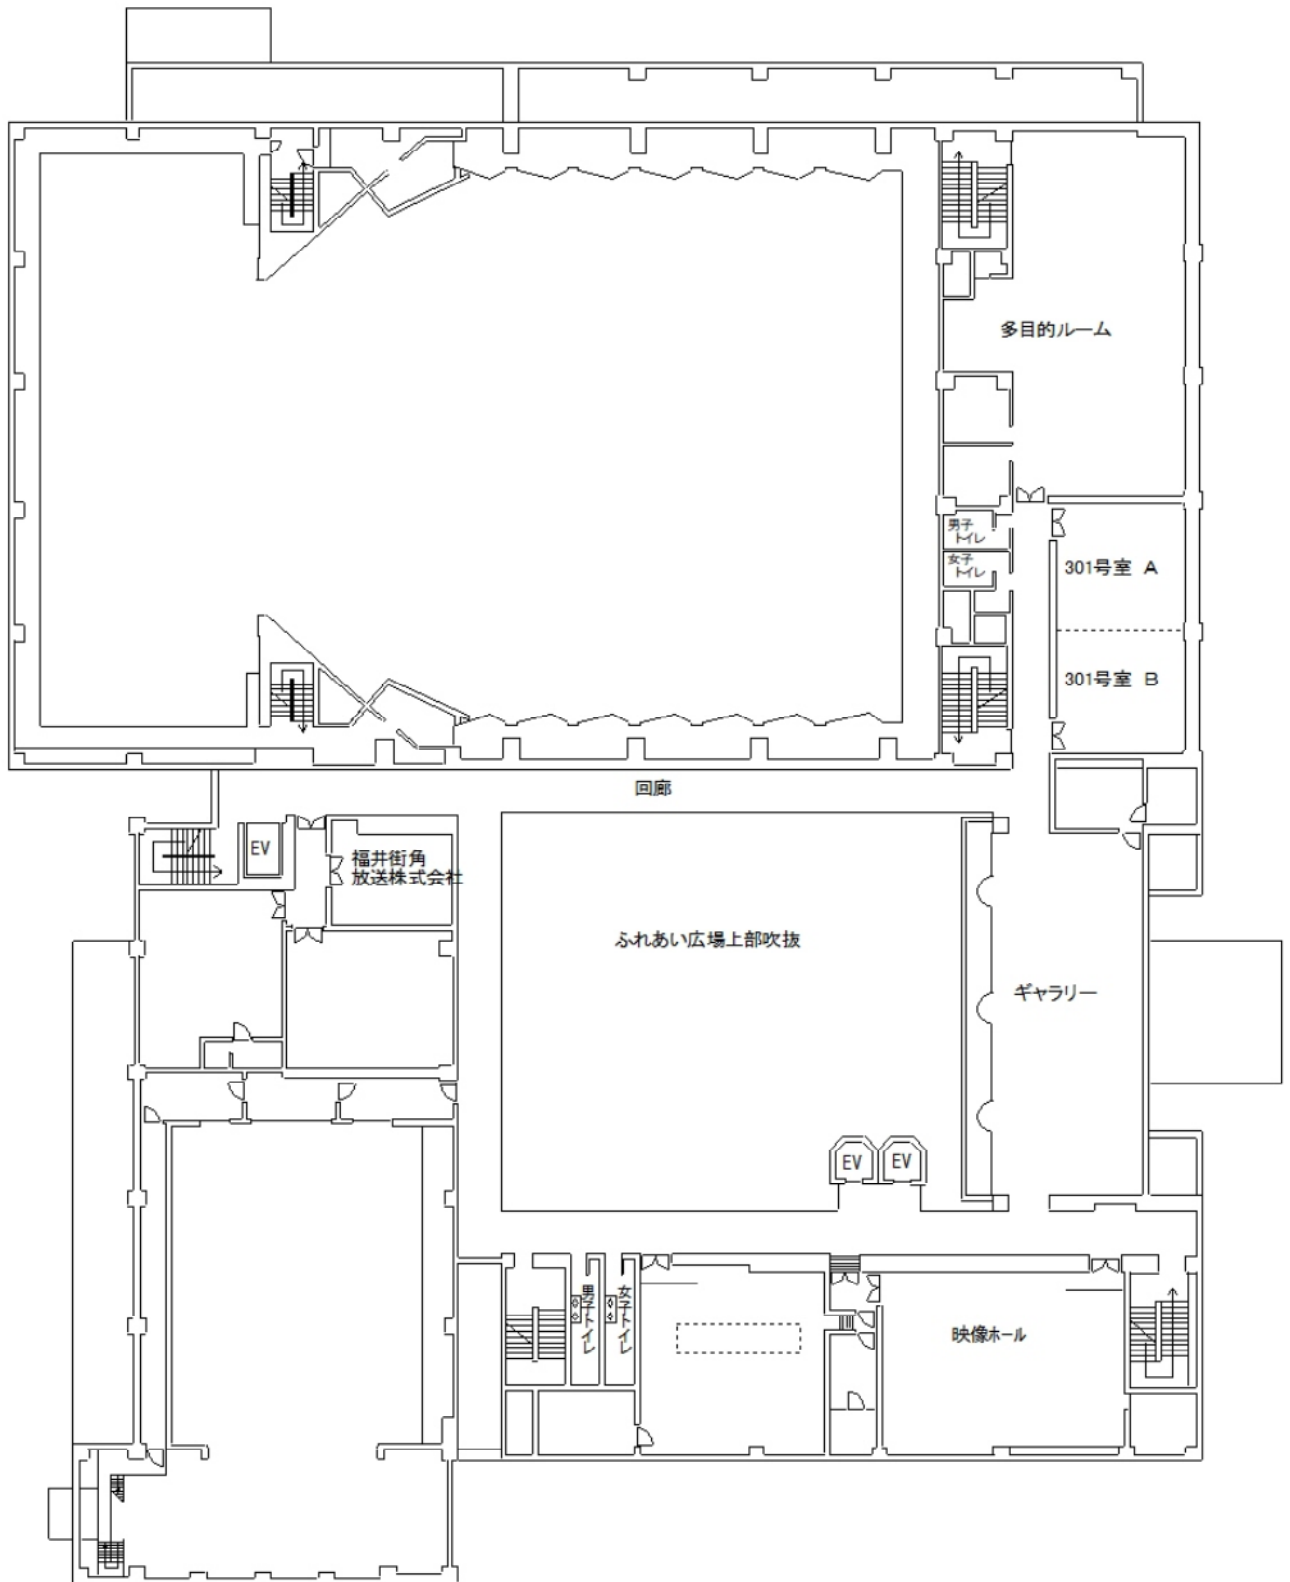 多目的ルーム
男子
トイレ
女子
トイレ
301号室 A
301号室 B
回廊
EV
福井街角
放送株式会社
ふれあい広場上部吹抜
ギャラリー
EV
EV
男子トイレ
女子トイレ
映像ホール